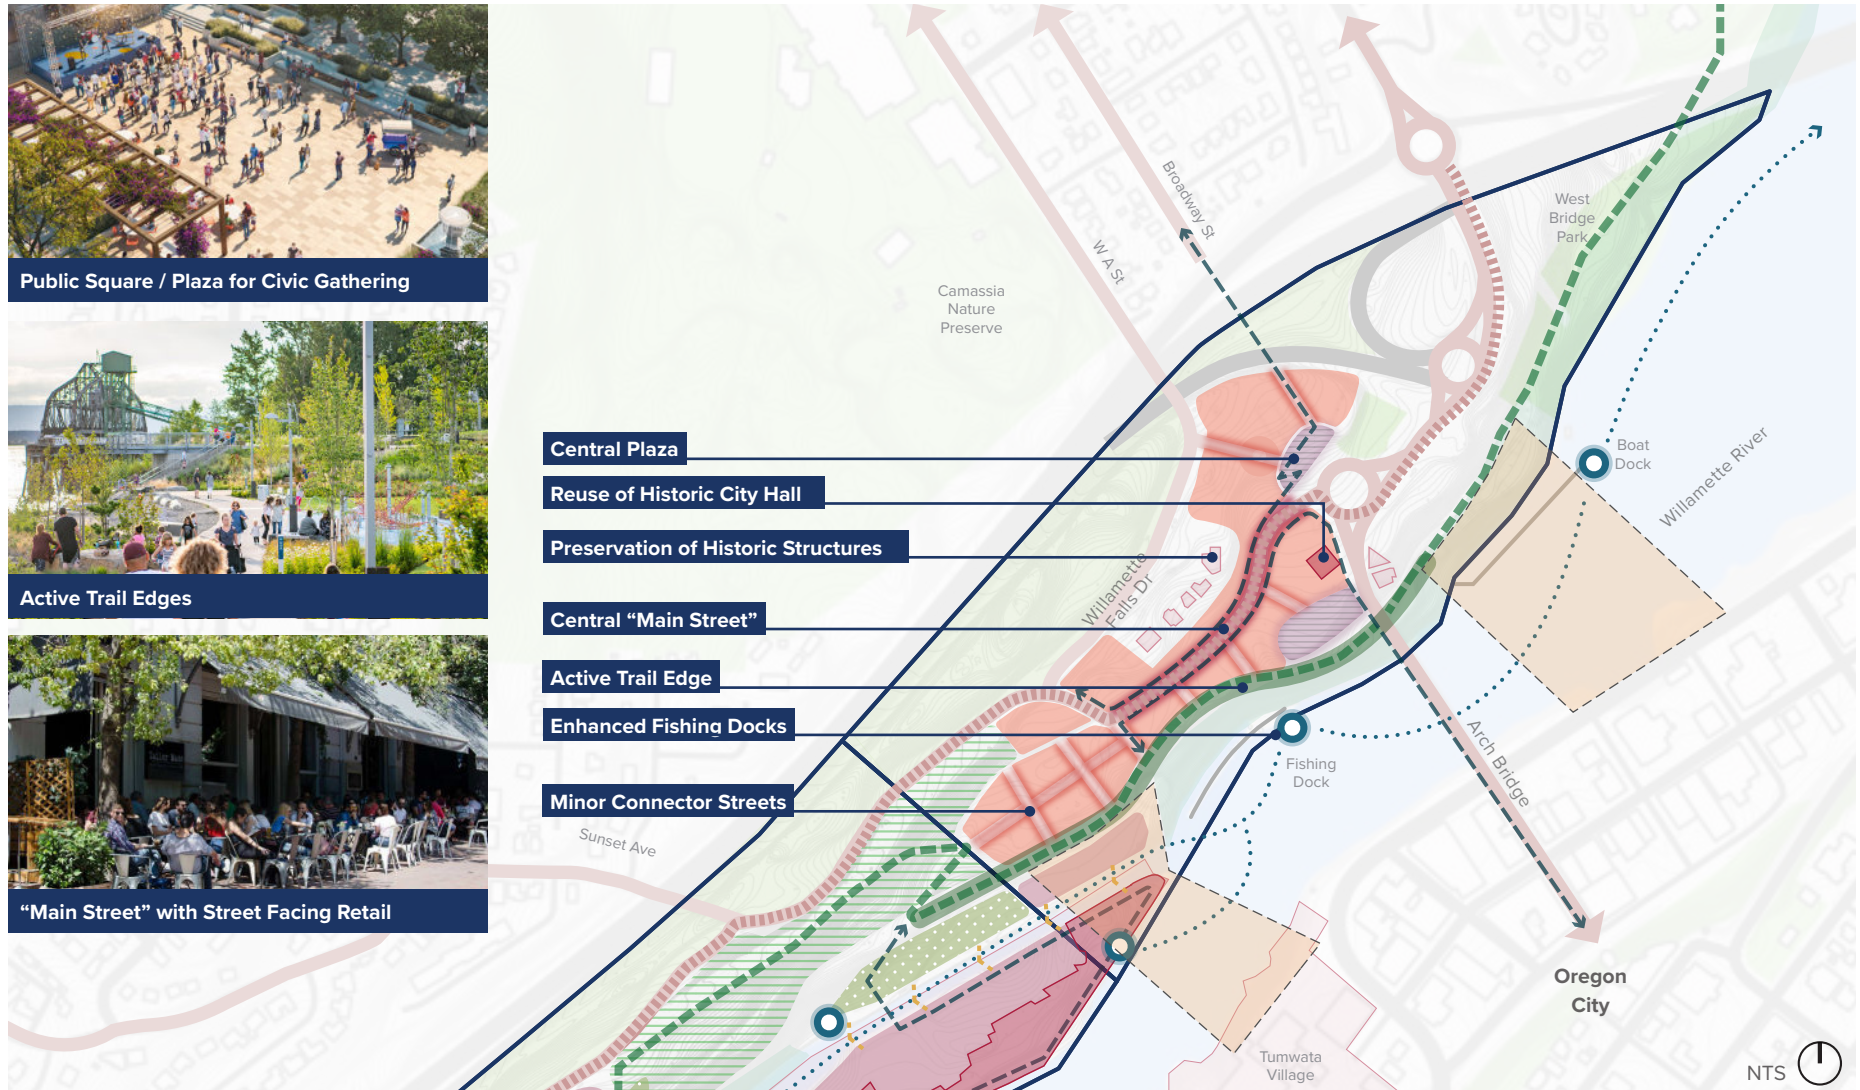 Public Square / Plaza for Civic Gathering
Active Trail Edges
“Main Street” with Street Facing Retail
Central Plaza
Reuse of Historic City Hall
Preservation of Historic Structures
Central “Main Street”
Active Trail Edge
Enhanced Fishing Docks
Minor Connector Streets
Camassia
Nature
Preserve
Broadway St
W A St
West
Bridge
Park
Boat
Dock
Willamette River
Willamette
Falls Dr
Fishing
Dock
Arch Bridge
Sunset Ave
Oregon
City
Tumwata
Village
NTS